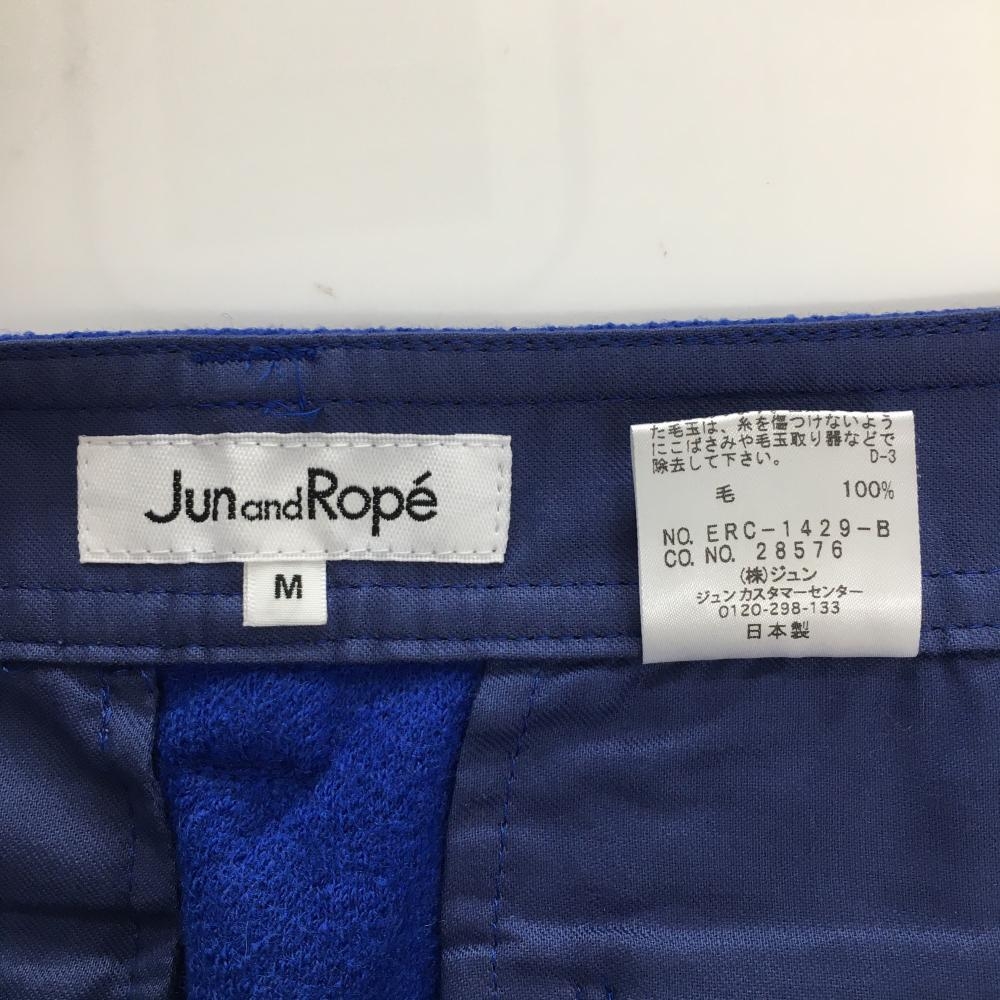 Jun and Ropé
M
た毛玉は、糸を傷つけないよう
にこばさみや毛玉取り器などで
除去して下さい。 D-3
毛 100%
NO. ERC-1429-B
CO. NO. 28576
(株)ジュン
ジュンカスタマーセンター
0120-298-133
日本製